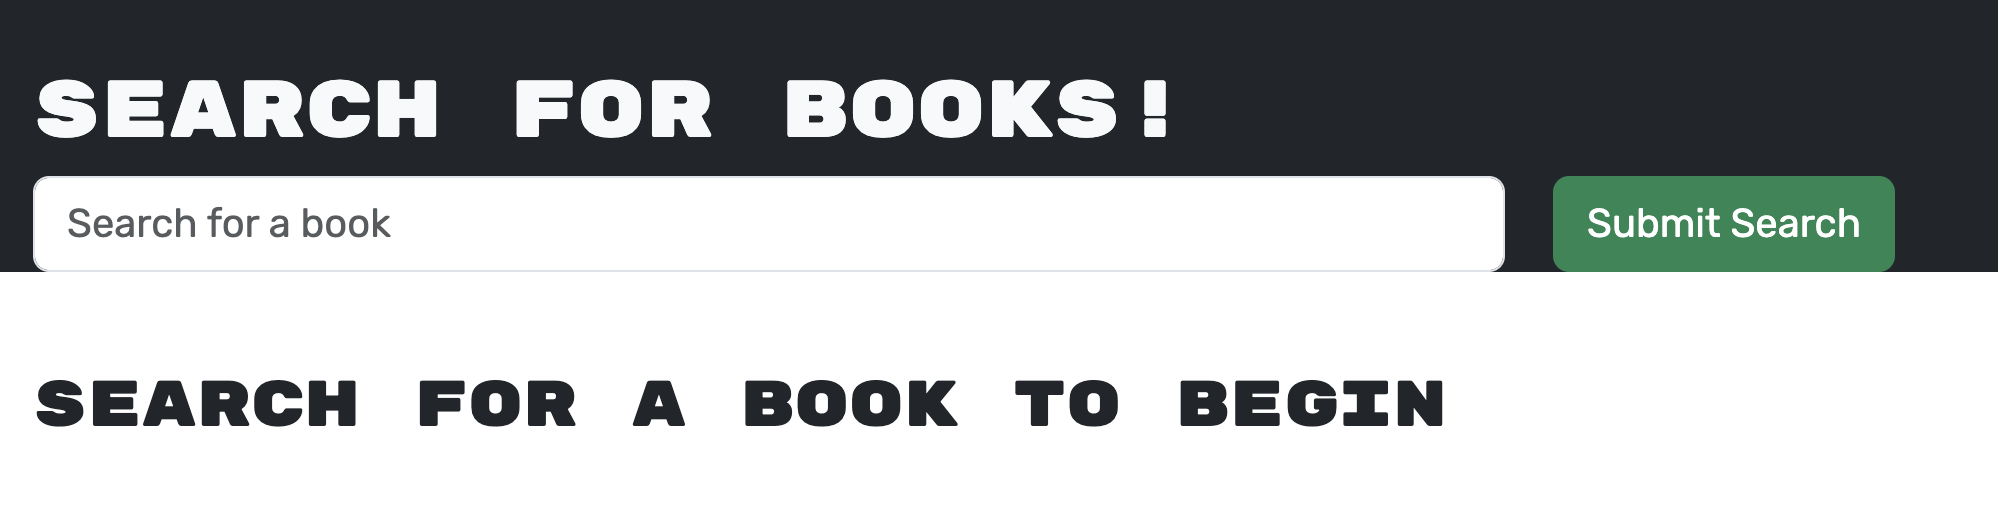 SEARCH FOR BOOKS!
Search for a book
Submit Search
SEARCH FOR A BOOK TO BEGIN